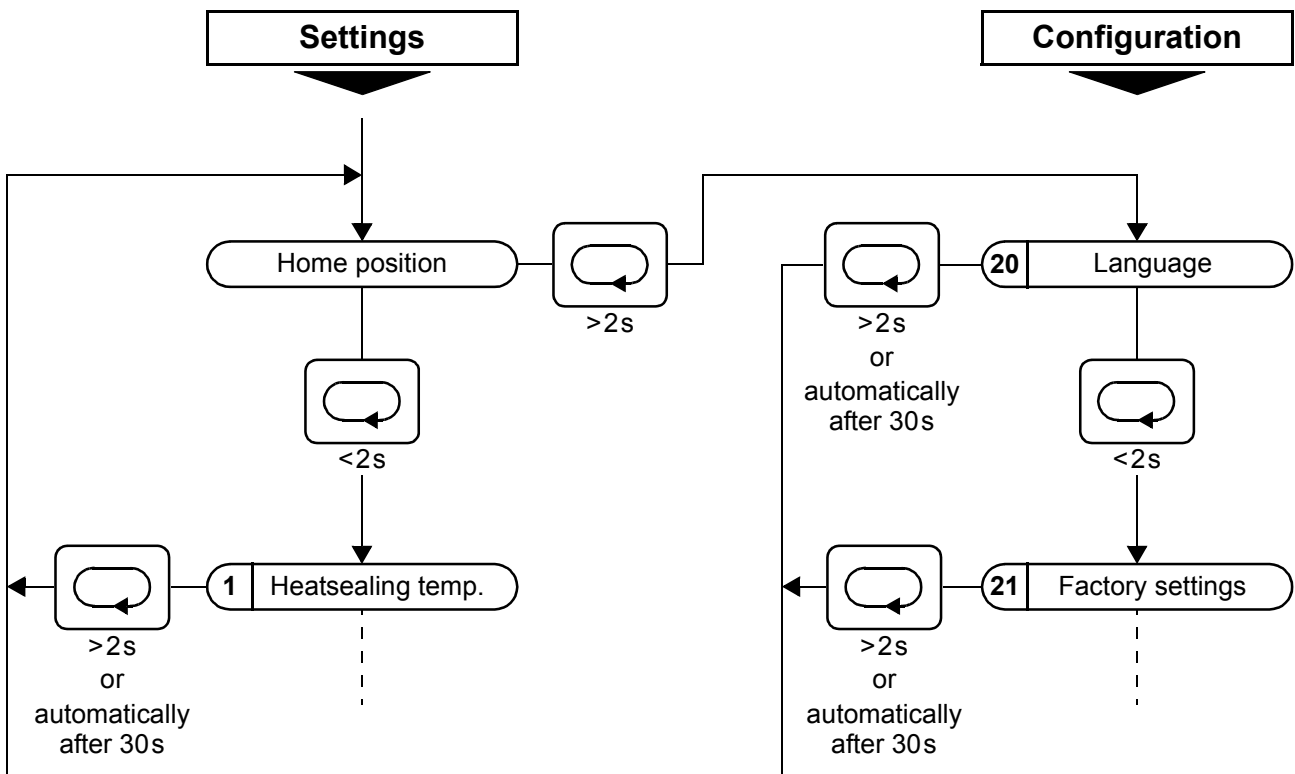 Settings
Configuration
Home position
>2s
>2s
or
automatically
after 30s
20 Language
<2s
<2s
1 Heatsealing temp.
>2s
or
automatically
after 30s
>2s
or
automatically
after 30s
21 Factory settings